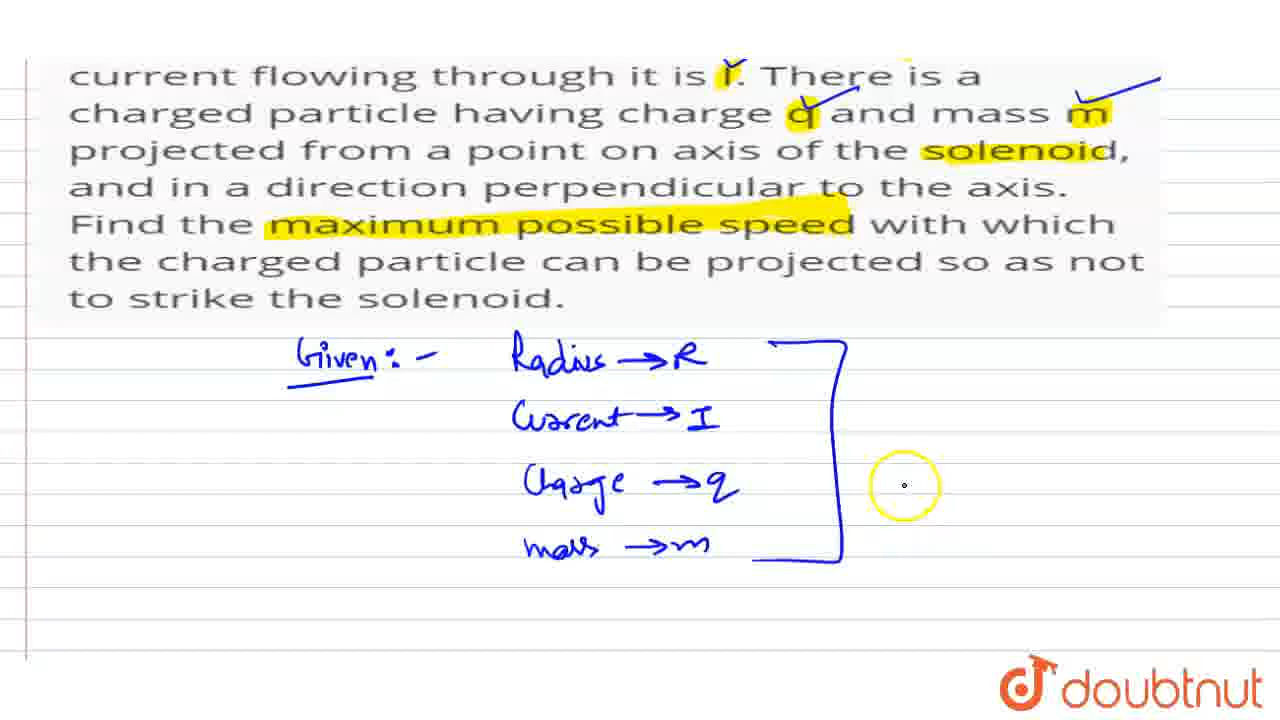 current flowing through it is I. There is a
charged particle having charge q and mass m
projected from a point on axis of the solenoid,
and in a direction perpendicular to the axis.
Find the maximum possible speed with which
the charged particle can be projected so as not
to strike the solenoid.
Given:- Radius → R
Current → I
Charge → q
mass → m
doubtnut